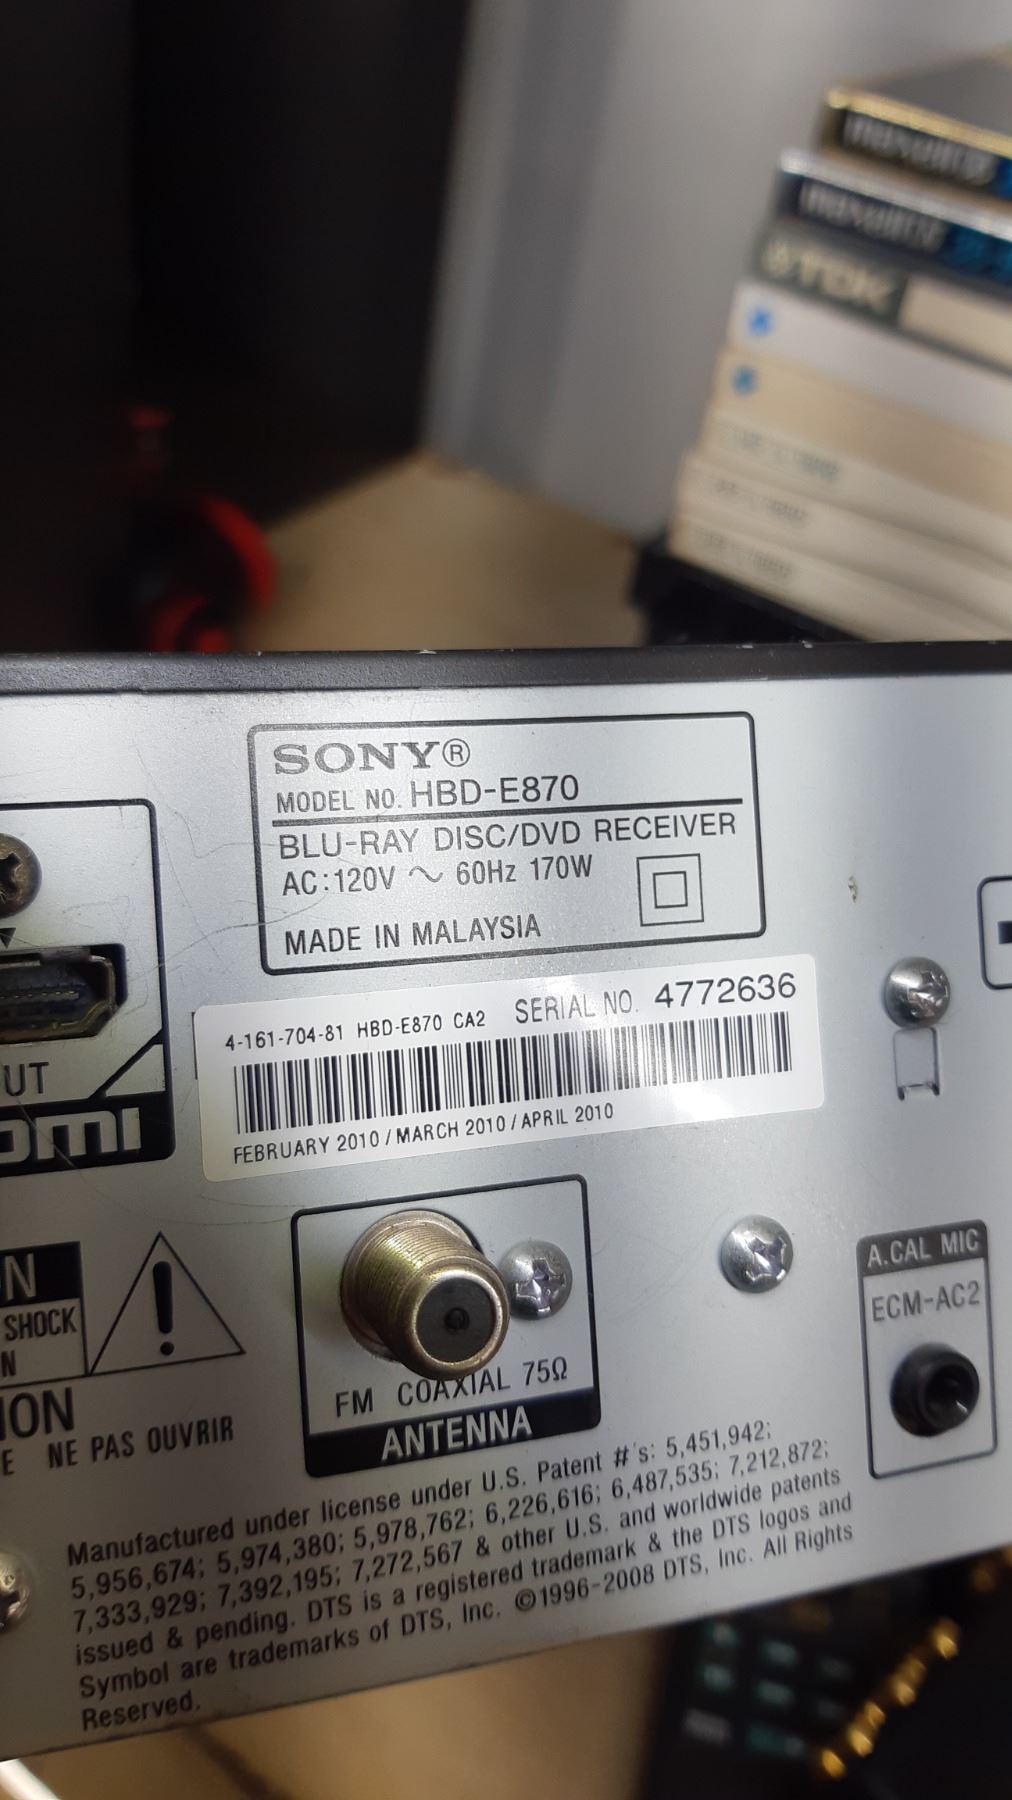 maxell
maxell
TDK
SONY®
MODEL NO. HBD-E870
BLU-RAY DISC/DVD RECEIVER
AC:120V ~ 60Hz 170W
MADE IN MALAYSIA
4-161-704-81 HBD-E870 CA2 SERIAL NO. 4772636
FEBRUARY 2010 / MARCH 2010 / APRIL 2010
UT
DMI
N
SHOCK
N
ION
E NE PAS OUVRIR
FM COAXIAL 75Ω
ANTENNA
A.CAL MIC
ECM-AC2
Manufactured under license under U.S. Patent #'s: 5,451,942;
5,956,674; 5,974,380; 5,978,762; 6,226,616; 6,487,535; 7,212,872;
7,333,929; 7,392,195; 7,272,567 & other U.S. and worldwide patents
issued & pending. DTS is a registered trademark & the DTS logos and
Symbol are trademarks of DTS, Inc. ©1996-2008 DTS, Inc. All Rights
Reserved.